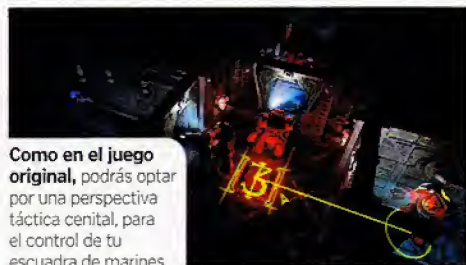 Como en el juego
original, podrás optar
por una perspectiva
táctica cenital, para
el control de tu
escuadra de marines